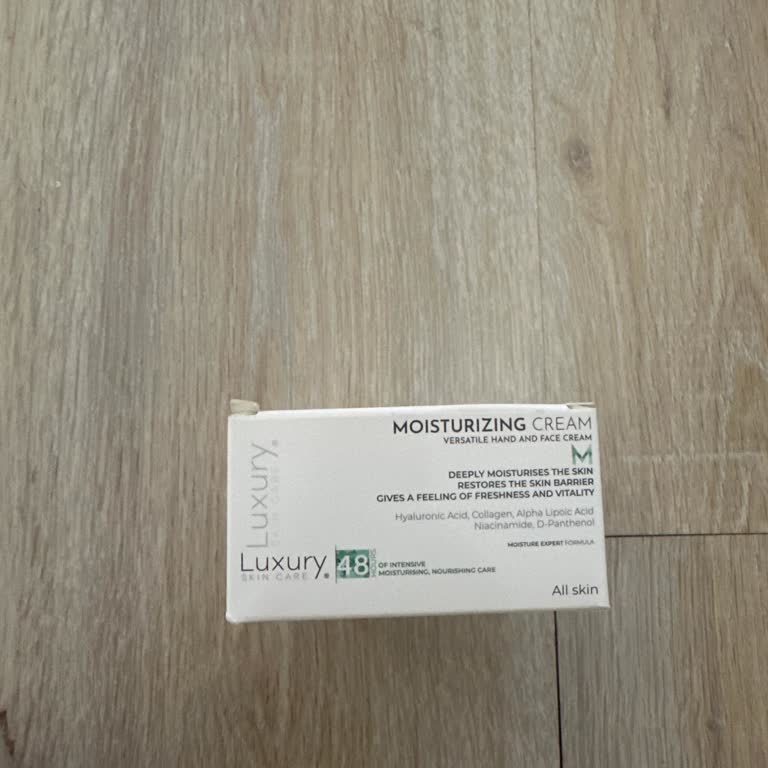 MOISTURIZING CREAM
VERSATILE HAND AND FACE CREAM
M
DEEPLY MOISTURISES THE SKIN
RESTORES THE SKIN BARRIER
GIVES A FEELING OF FRESHNESS AND VITALITY
Hyaluronic Acid, Collagen, Alpha Lipoic Acid
Niacinamide, D-Panthenol
MOISTURE EXPERT FORMULA
Luxury®
SKIN CARE
Luxury®
SKIN CARE
48 HOURS
OF INTENSIVE
MOISTURISING, NOURISHING CARE
All skin